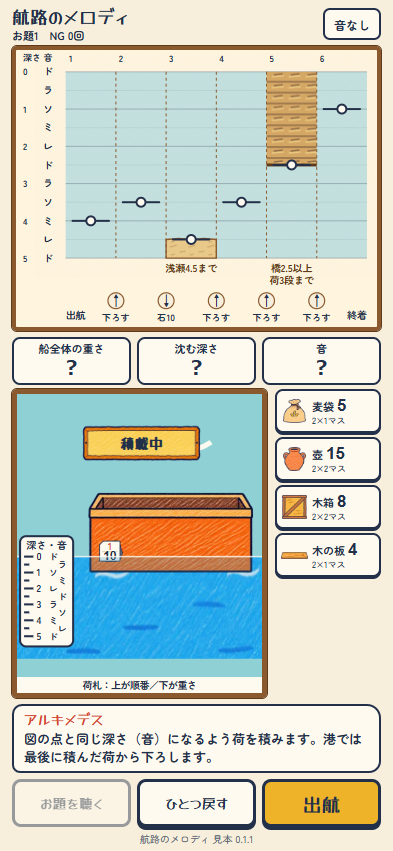 航路のメロディ
お題1 NG 0回
音なし
深さ 音 1 2 3 4 5 6
0 ド
ラ
1 ソ
ミ
2 レ
ド
3 ラ
ソ
4 ミ
レ
5 ド
浅瀬4.5まで
橋2.5以上
荷3段まで
出航 下ろす 石10 下ろす 下ろす 下ろす 終着
船全体の重さ
?
沈む深さ
?
音
?
積載中
1
10
深さ・音
0 ド
ラ
1 ソ
ミ
2 レ
ド
3 ラ
ソ
4 ミ
レ
5 ド
荷札：上が順番／下が重さ
麦袋 5
2×1マス
壺 15
2×2マス
木箱 8
2×2マス
木の板 4
2×1マス
アルキメデス
図の点と同じ深さ（音）になるよう荷を積みます。港では
最後に積んだ荷から下ろします。
お題を聴く
ひとつ戻す
出航
航路のメロディ 見本 0.1.1